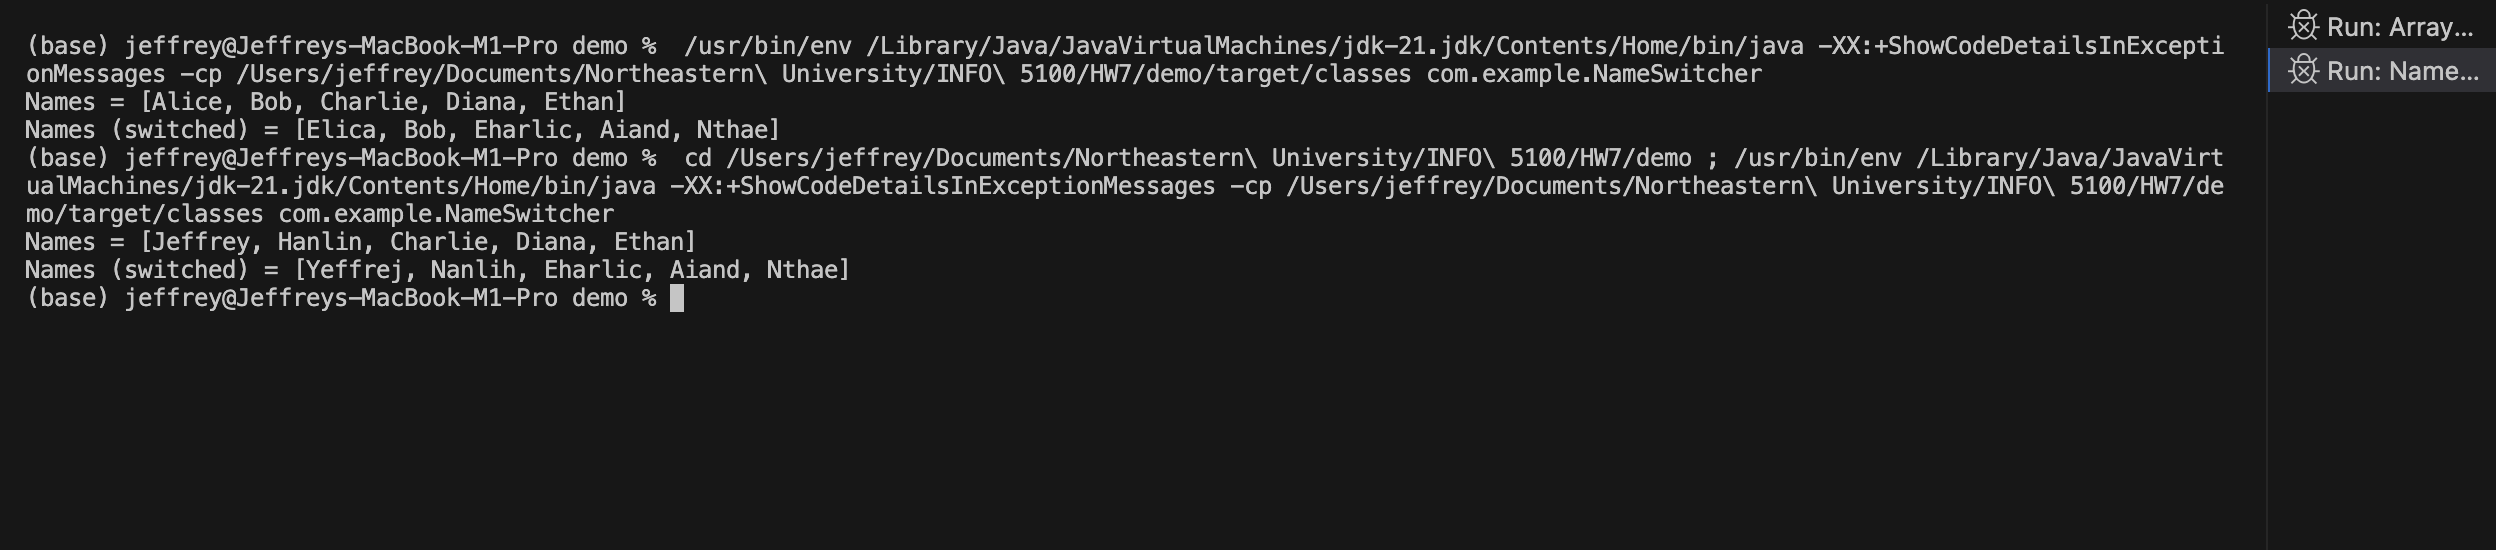 (base) jeffrey@Jeffreys-MacBook-M1-Pro demo %  /usr/bin/env /Library/Java/JavaVirtualMachines/jdk-21.jdk/Contents/Home/bin/java -XX:+ShowCodeDetailsInExcepti
onMessages -cp /Users/jeffrey/Documents/Northeastern\ University/INFO\ 5100/HW7/demo/target/classes com.example.NameSwitcher
Names = [Alice, Bob, Charlie, Diana, Ethan]
Names (switched) = [Elica, Bob, Eharlic, Aiand, Nthae]
(base) jeffrey@Jeffreys-MacBook-M1-Pro demo %  cd /Users/jeffrey/Documents/Northeastern\ University/INFO\ 5100/HW7/demo ; /usr/bin/env /Library/Java/JavaVirt
ualMachines/jdk-21.jdk/Contents/Home/bin/java -XX:+ShowCodeDetailsInExceptionMessages -cp /Users/jeffrey/Documents/Northeastern\ University/INFO\ 5100/HW7/de
mo/target/classes com.example.NameSwitcher
Names = [Jeffrey, Hanlin, Charlie, Diana, Ethan]
Names (switched) = [Yeffrej, Nanlih, Eharlic, Aiand, Nthae]
(base) jeffrey@Jeffreys-MacBook-M1-Pro demo %
Run: Array...
Run: Name...